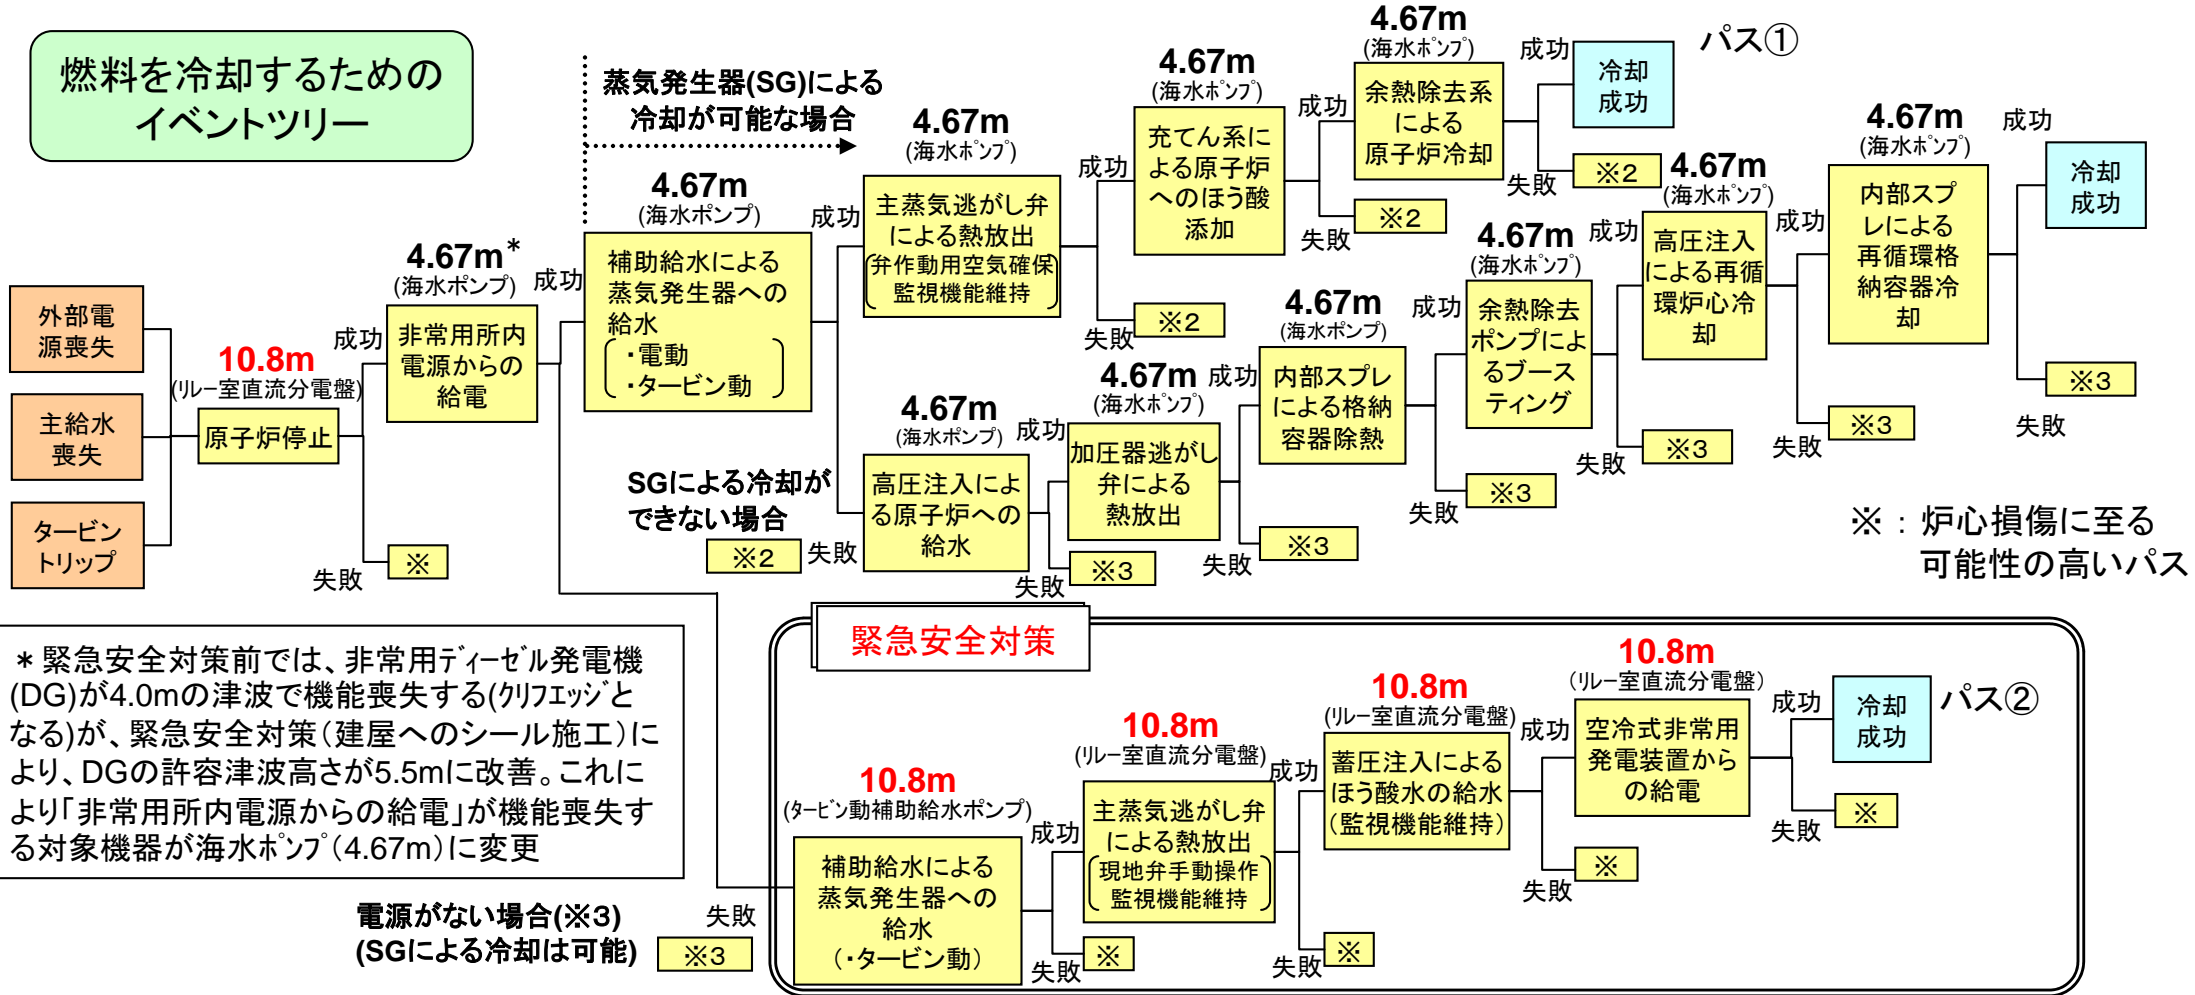 燃料を冷却するための
イベントツリー
蒸気発生器(SG)による
冷却が可能な場合
外部電
源喪失
主給水
喪失
タービン
トリップ
10.8m
(リレー室直流分電盤)
原子炉停止
成功
失敗
※
4.67m*
(海水ポンプ)
非常用所内
電源からの
給電
成功
4.67m
(海水ポンプ)
補助給水による
蒸気発生器への
給水
・電動
・タービン動
成功
4.67m
(海水ポンプ)
主蒸気逃がし弁
による熱放出
弁作動用空気確保
監視機能維持
成功
失敗
※2
4.67m
(海水ポンプ)
充てん系に
よる原子炉
へのほう酸
添加
成功
失敗
※2
4.67m
(海水ポンプ)
余熱除去系
による
原子炉冷却
成功
失敗
※2
冷却
成功
パス①
SGによる冷却が
できない場合
※2
失敗
4.67m
(海水ポンプ)
高圧注入によ
る原子炉への
給水
成功
失敗
※3
4.67m
(海水ポンプ)
加圧器逃がし
弁による
熱放出
成功
失敗
※3
4.67m
(海水ポンプ)
内部スプレ
による格納
容器除熱
成功
失敗
※3
4.67m
(海水ポンプ)
余熱除去
ポンプによ
るブース
ティング
成功
失敗
※3
4.67m
(海水ポンプ)
高圧注入
による再循
環炉心冷
却
成功
失敗
※3
4.67m
(海水ポンプ)
内部スプ
レによる
再循環格
納容器冷
却
成功
失敗
※3
冷却
成功
※：炉心損傷に至る
可能性の高いパス
＊緊急安全対策前では、非常用ディーゼル発電機
(DG)が4.0mの津波で機能喪失する(クリフエッジと
なる)が、緊急安全対策（建屋へのシール施工）に
より、DGの許容津波高さが5.5mに改善。これに
より「非常用所内電源からの給電」が機能喪失す
る対象機器が海水ポンプ（4.67m）に変更
電源がない場合(※3)
(SGによる冷却は可能)
失敗
※3
緊急安全対策
10.8m
(タービン動補助給水ポンプ)
補助給水による
蒸気発生器への
給水
（・タービン動）
成功
失敗
※
10.8m
(リレー室直流分電盤)
主蒸気逃がし弁
による熱放出
現地弁手動操作
監視機能維持
成功
失敗
※
10.8m
(リレー室直流分電盤)
蓄圧注入による
ほう酸水の給水
（監視機能維持）
成功
失敗
※
10.8m
（リレー室直流分電盤）
空冷式非常用
発電装置から
の給電
成功
失敗
※
冷却
成功
パス②